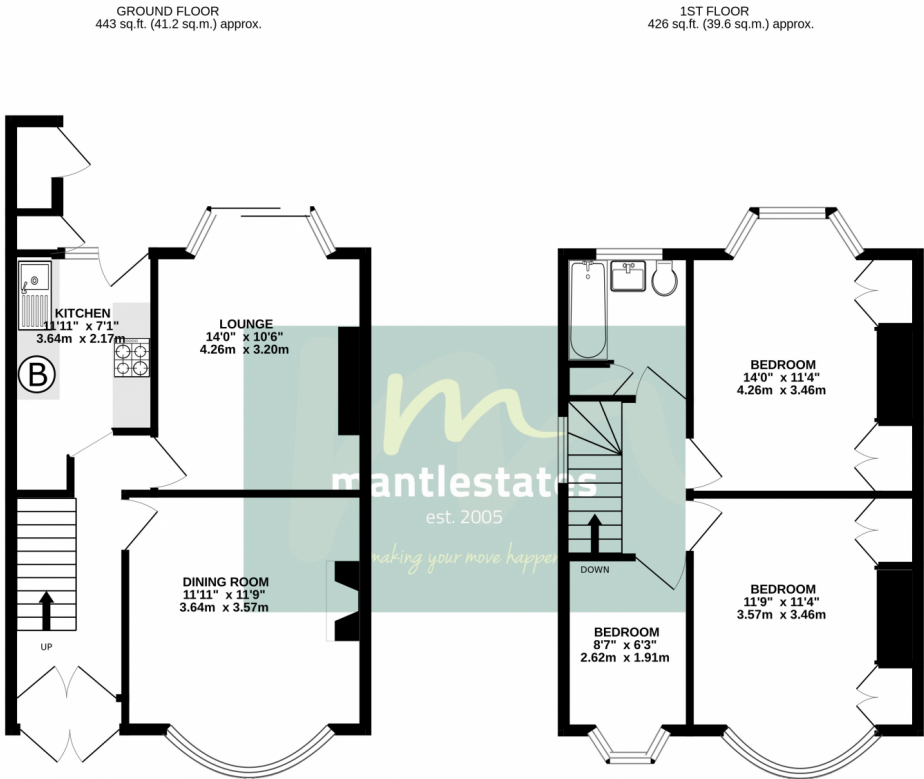 GROUND FLOOR
443 sq.ft. (41.2 sq.m.) approx.
1ST FLOOR
426 sq.ft. (39.6 sq.m.) approx.
KITCHEN
11'11" x 7'1"
3.64m x 2.17m
B
LOUNGE
14'0" x 10'6"
4.26m x 3.20m
BEDROOM
14'0" x 11'4"
4.26m x 3.46m
m
mantlestates
est. 2005
making your move happen
DOWN
DINING ROOM
11'11" x 11'9"
3.64m x 3.57m
BEDROOM
11'9" x 11'4"
3.57m x 3.46m
UP
BEDROOM
8'7" x 6'3"
2.62m x 1.91m